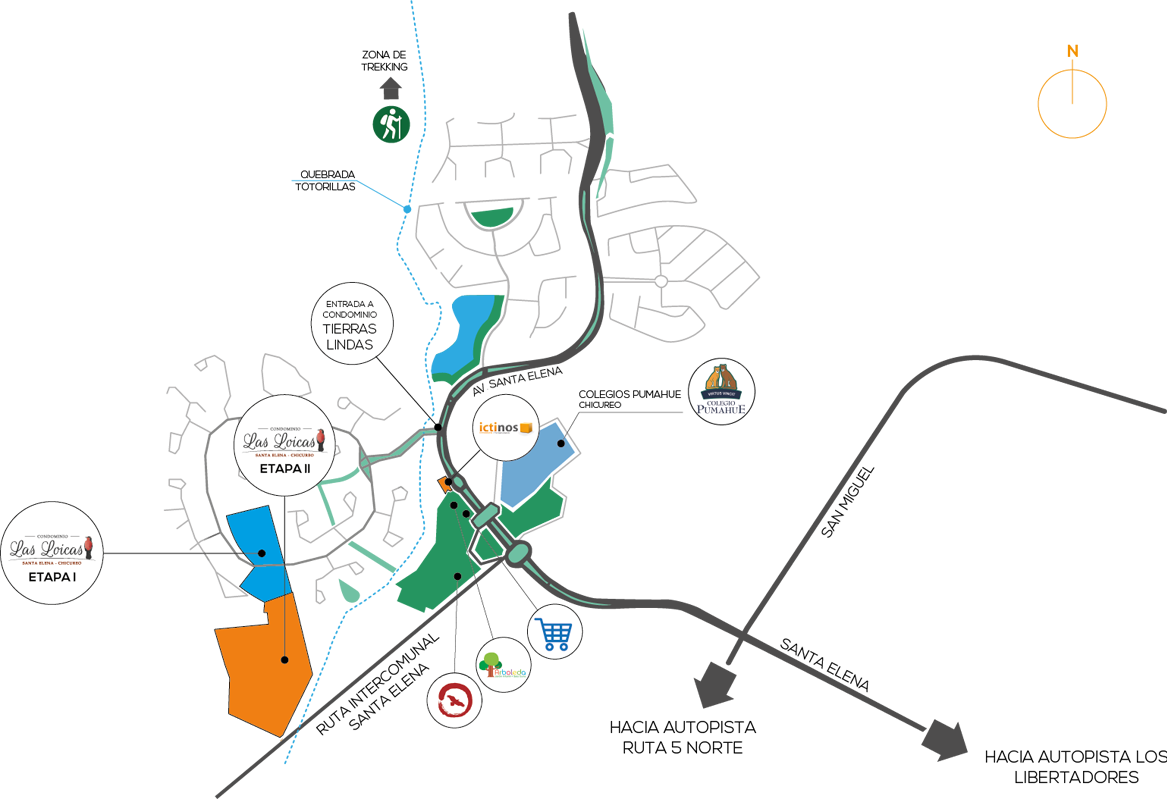 ZONA DE
TREKKING
N
QUEBRADA
TOTORILLAS
ENTRADA A
CONDOMINIO
TIERRAS
LINDAS
AV. SANTA ELENA
COLEGIOS PUMAHUE
CHICUREO
VIRTUS VINCIT
COLEGIO
PUMAHUE
ictinos
CONDOMINIO
Las Loicas
SANTA ELENA - CHICUREO
ETAPA II
CONDOMINIO
Las Loicas
SANTA ELENA - CHICUREO
ETAPA I
SAN MIGUEL
SANTA ELENA
RUTA INTERCOMUNAL
SANTA ELENA
Arboleda
HACIA AUTOPISTA
RUTA 5 NORTE
HACIA AUTOPISTA LOS
LIBERTADORES